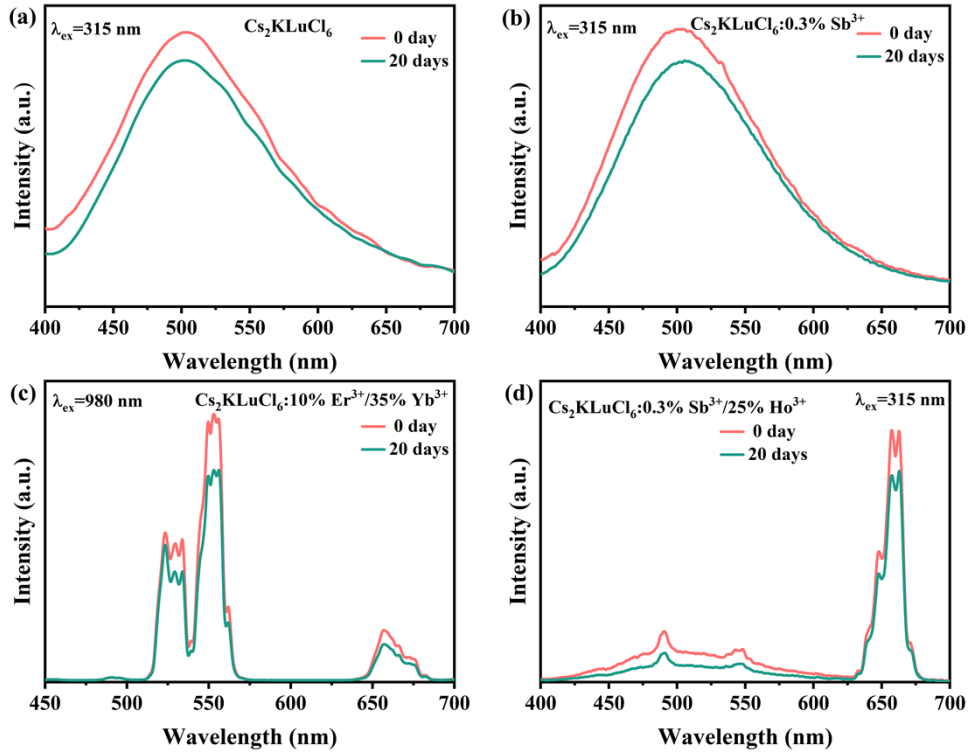 (a)
λex=315 nm
Cs₂KLuCl₆
0 day
20 days
Intensity (a.u.)
400 450 500 550 600 650 700
Wavelength (nm)
(b)
λex=315 nm
Cs₂KLuCl₆:0.3% Sb³⁺
0 day
20 days
Intensity (a.u.)
400 450 500 550 600 650 700
Wavelength (nm)
(c)
λex=980 nm
Cs₂KLuCl₆:10% Er³⁺/35% Yb³⁺
0 day
20 days
Intensity (a.u.)
450 500 550 600 650 700
Wavelength (nm)
(d)
Cs₂KLuCl₆:0.3% Sb³⁺/25% Ho³⁺
λex=315 nm
0 day
20 days
Intensity (a.u.)
400 450 500 550 600 650 700
Wavelength (nm)